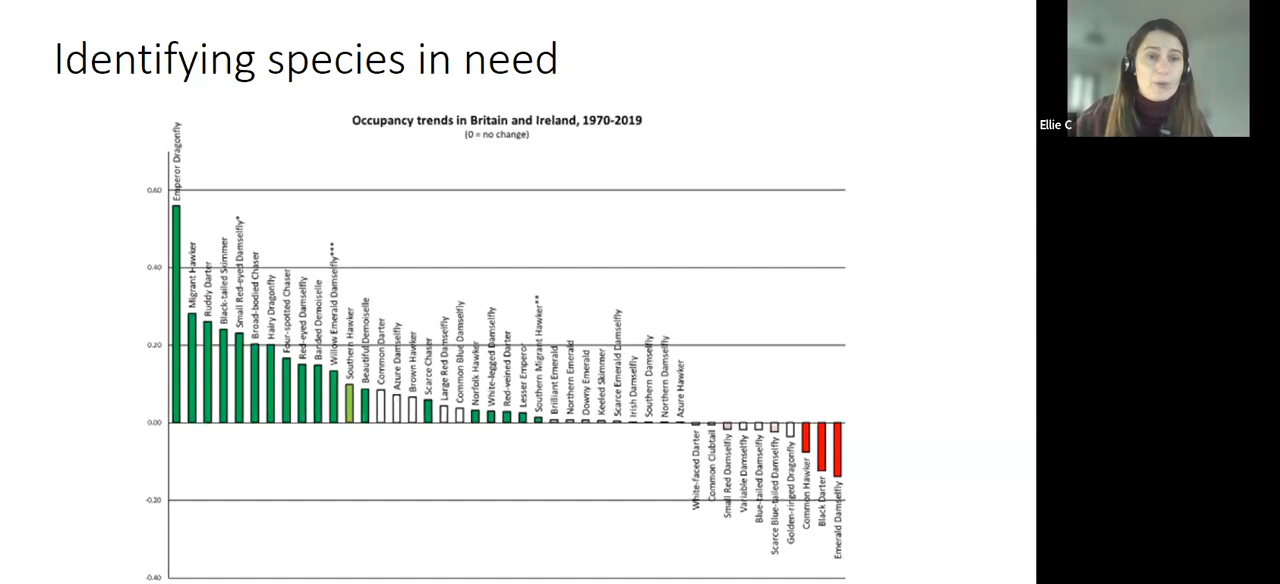 Identifying species in need
Ellie C
Occupancy trends in Britain and Ireland, 1970-2019
(0 = no change)
0.60
0.40
0.20
0.00
-0.20
-0.40
Emperor Dragonfly
Migrant Hawker
Ruddy Darter
Black-tailed Skimmer
Small Red-eyed Damselfly*
Broad-bodied Chaser
Hairy Dragonfly
Four-spotted Chaser
Red-eyed Damselfly
Banded Demoiselle
Willow Emerald Damselfly***
Southern Hawker
Beautiful Demoiselle
Common Darter
Azure Damselfly
Brown Hawker
Scarce Chaser
Large Red Damselfly
Common Blue Damselfly
Norfolk Hawker
White-legged Damselfly
Red-veined Darter
Lesser Emperor
Southern Migrant Hawker**
Brilliant Emerald
Northern Emerald
Downy Emerald
Keeled Skimmer
Scarce Emerald Damselfly
Irish Damselfly
Southern Damselfly
Northern Damselfly
Azure Hawker
White-faced Darter
Common Clubtail
Small Red Damselfly
Variable Damselfly
Blue-tailed Damselfly
Scarce Blue-tailed Damselfly
Golden-ringed Dragonfly
Common Hawker
Black Darter
Emerald Damselfly